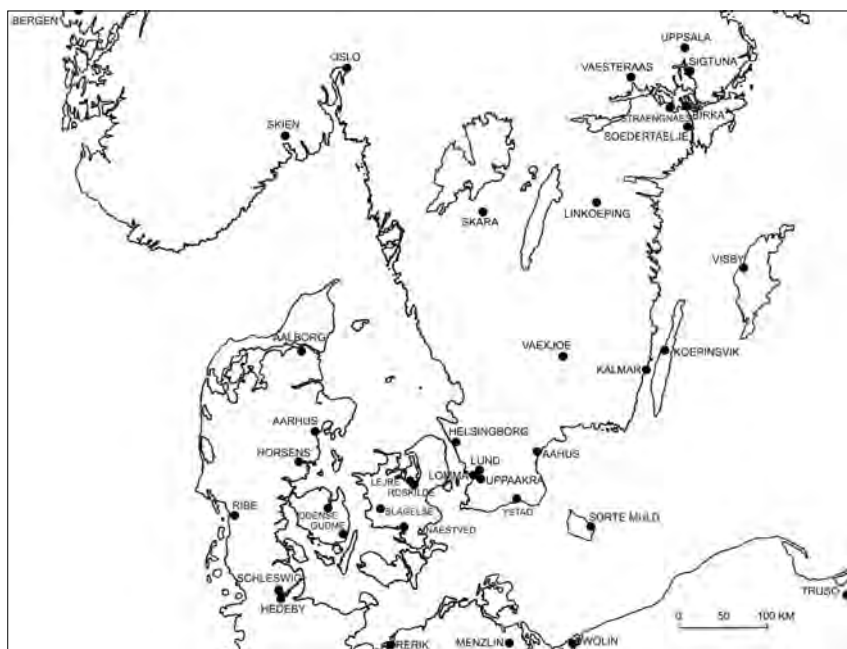 BERGEN
OSLO
UPPSALA
VAESTERAAS
SIGTUNA
STRAENGNAES
BIRKA
SOEDERTAELJE
SKIEN
SKARA
LINKOEPING
VISBY
AALBORG
VAEXJOE
KOEPINSVIK
KALMAR
AARHUS
HELSINGBORG
HORSENS
LUND
AAHUS
LEJRE
LOMMA
UPPAAKRA
ROSKILDE
RIBE
ODENSE
SLAGELSE
YSTAD
GUDME
NAESTVED
SORTE MULD
SCHLESWIG
HEDEBY
TRUSO
RERIK
MENZLIN
WOLIN
0 50 100 KM